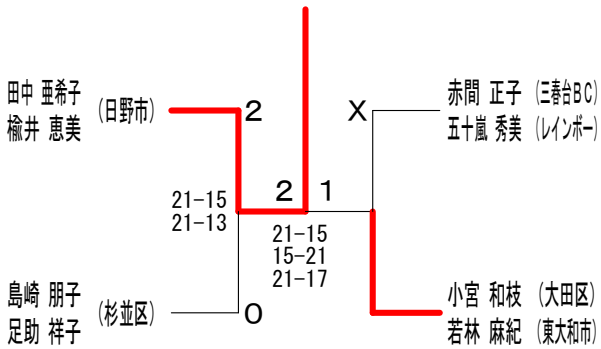 田中 亜希子
楡井 恵美
(日野市)
2
21-15
21-13
島崎 朋子
足助 祥子
(杉並区)
0
2 1
21-15
15-21
21-17
X
赤間 正子 (三春台BC)
五十嵐 秀美 (レインボー)
小宮 和枝 (大田区)
若林 麻紀 (東大和市)